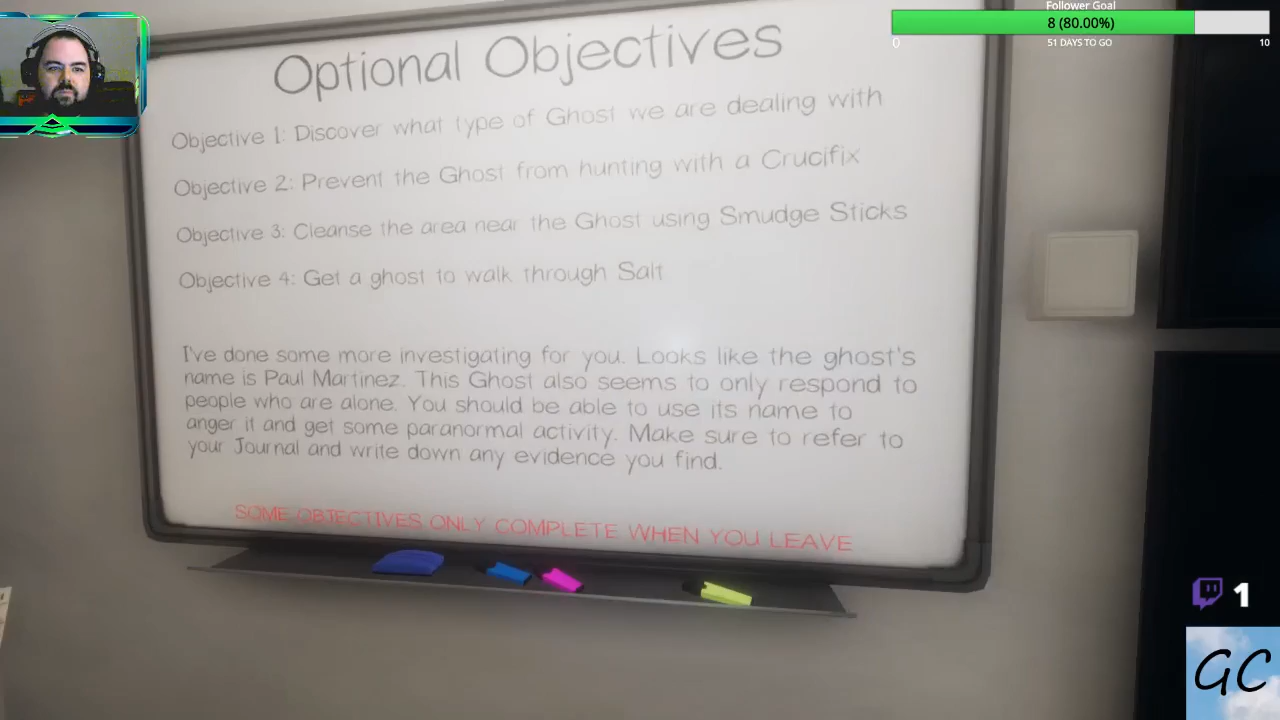 Follower Goal
8 (80.00%)
0
51 DAYS TO GO
10
Optional Objectives
Objective 1: Discover what type of Ghost we are dealing with
Objective 2: Prevent the Ghost from hunting with a Crucifix
Objective 3: Cleanse the area near the Ghost using Smudge Sticks
Objective 4: Get a ghost to walk through Salt
I've done some more investigating for you. Looks like the ghost's
name is Paul Martinez. This Ghost also seems to only respond to
people who are alone. You should be able to use its name to
anger it and get some paranormal activity. Make sure to refer to
your Journal and write down any evidence you find.
SOME OBJECTIVES ONLY COMPLETE WHEN YOU LEAVE
1
GC